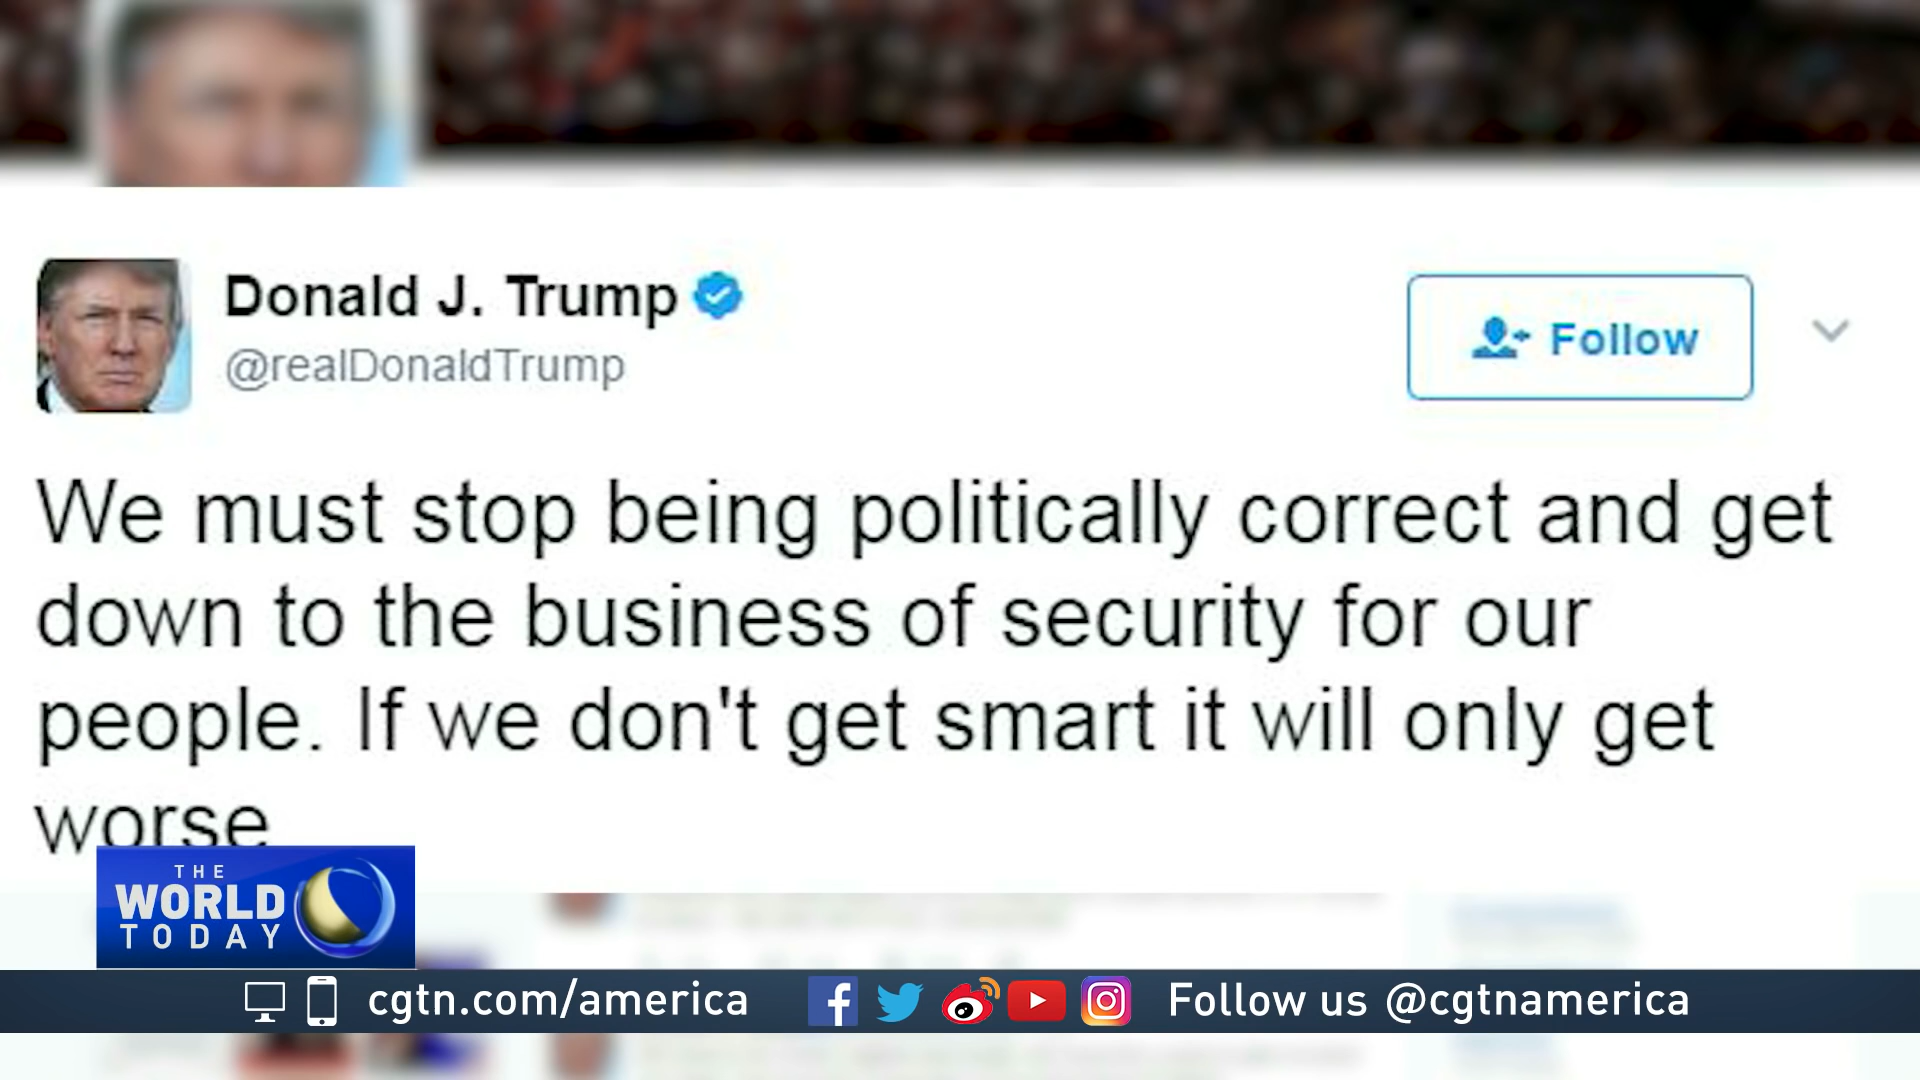 Donald J. Trump
@realDonaldTrump
Follow
We must stop being politically correct and get
down to the business of security for our
people. If we don't get smart it will only get
worse
THE
WORLD
TODAY
cgtn.com/america
Follow us @cgtnamerica